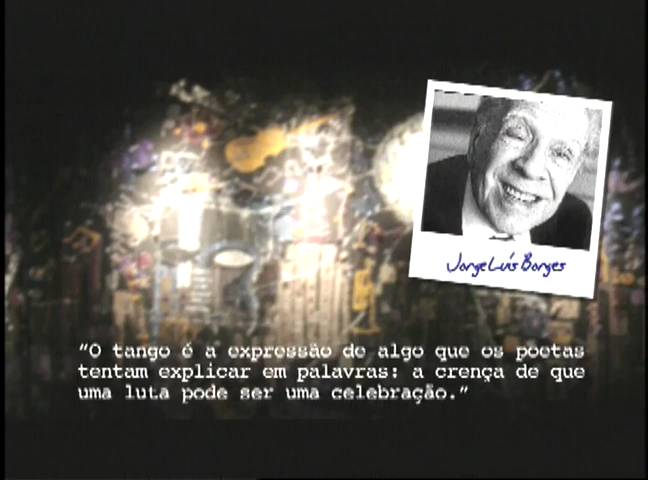 Jorge Luís Borges
"O tango é a expressão de algo que os poetas
tentam explicar em palavras: a crença de que
uma luta pode ser uma celebração."